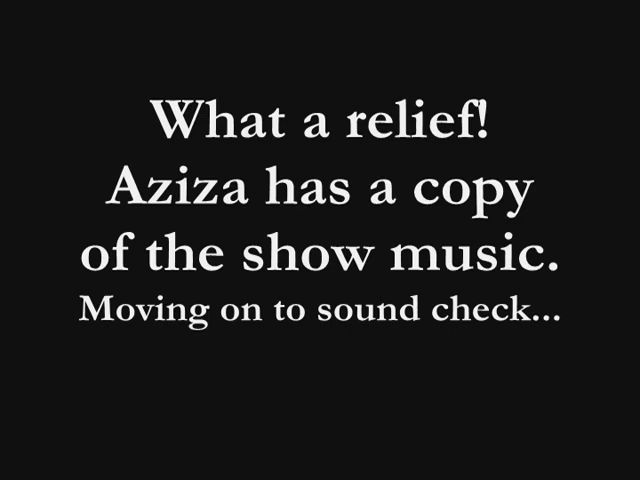 What a relief!
Aziza has a copy
of the show music.
Moving on to sound check...